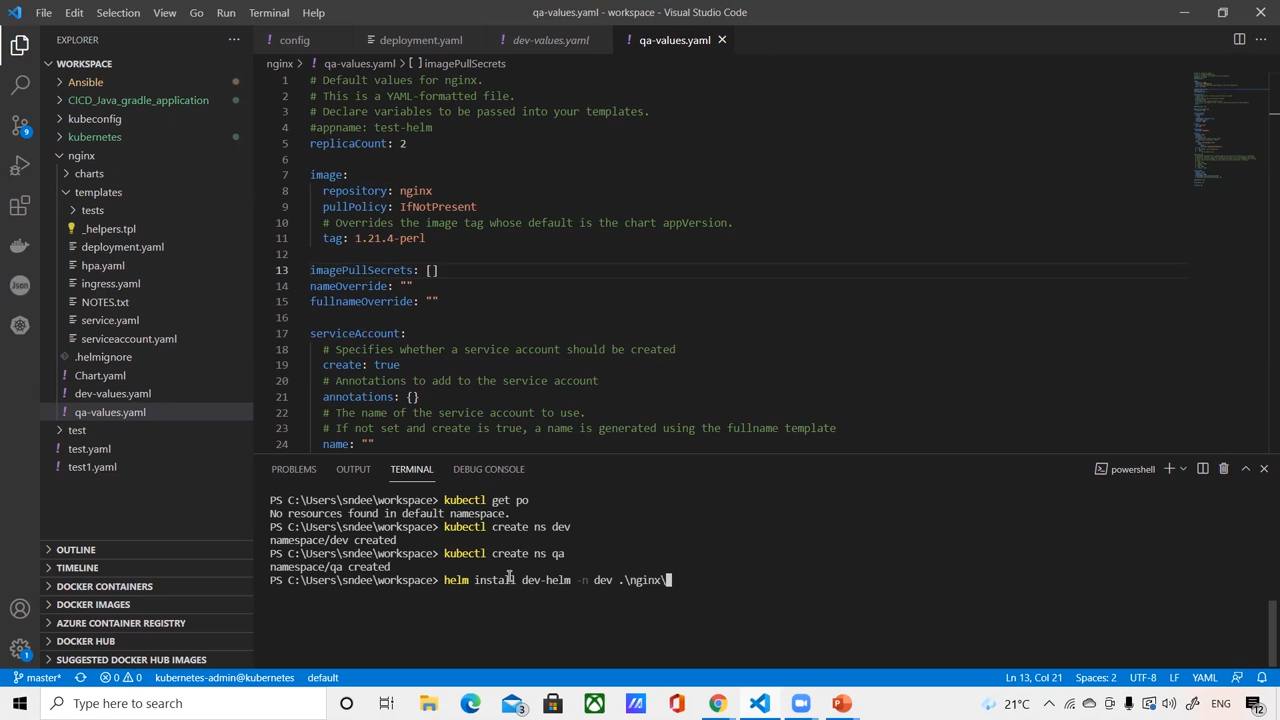 File Edit Selection View Go Run Terminal Help
qa-values.yaml - workspace - Visual Studio Code
EXPLORER
config
deployment.yaml
dev-values.yaml
qa-values.yaml
nginx > qa-values.yaml > [ ] imagePullSecrets
WORKSPACE
Ansible
CICD_Java_gradle_application
kubeconfig
kubernetes
nginx
charts
templates
tests
_helpers.tpl
deployment.yaml
hpa.yaml
ingress.yaml
NOTES.txt
service.yaml
serviceaccount.yaml
.helmignore
Chart.yaml
dev-values.yaml
qa-values.yaml
test
test.yaml
test1.yaml
OUTLINE
TIMELINE
DOCKER CONTAINERS
AZURE CONTAINER REGISTRY
DOCKER HUB
SUGGESTED DOCKER HUB IMAGES
9
1
1 # Default values for nginx.
2 # This is a YAML-formatted file.
3 # Declare variables to be passed into your templates.
4 #appname: test-helm
5 replicaCount: 2
6
7 image:
8 repository: nginx
9 pullPolicy: IfNotPresent
10 # Overrides the image tag whose default is the chart appVersion.
11 tag: 1.21.4-perl
12
13 imagePullSecrets: []
14 nameOverride: ""
15 fullnameOverride: ""
16
17 serviceAccount:
18 # Specifies whether a service account should be created
19 create: true
20 # Annotations to add to the service account
21 annotations: {}
22 # The name of the service account to use.
23 # If not set and create is true, a name is generated using the fullname template
24 name: ""
PROBLEMS OUTPUT TERMINAL DEBUG CONSOLE
powershell
PS C:\Users\sndee\workspace> kubectl get po
No resources found in default namespace.
PS C:\Users\sndee\workspace> kubectl create ns dev
namespace/dev created
PS C:\Users\sndee\workspace> kubectl create ns qa
namespace/qa created
PS C:\Users\sndee\workspace> helm install dev-helm -n dev .\nginx\
master* 0 0 kubernetes-admin@kubernetes default
Ln 13, Col 21 Spaces: 2 UTF-8 LF YAML
Type here to search
3
21°C
ENG
12